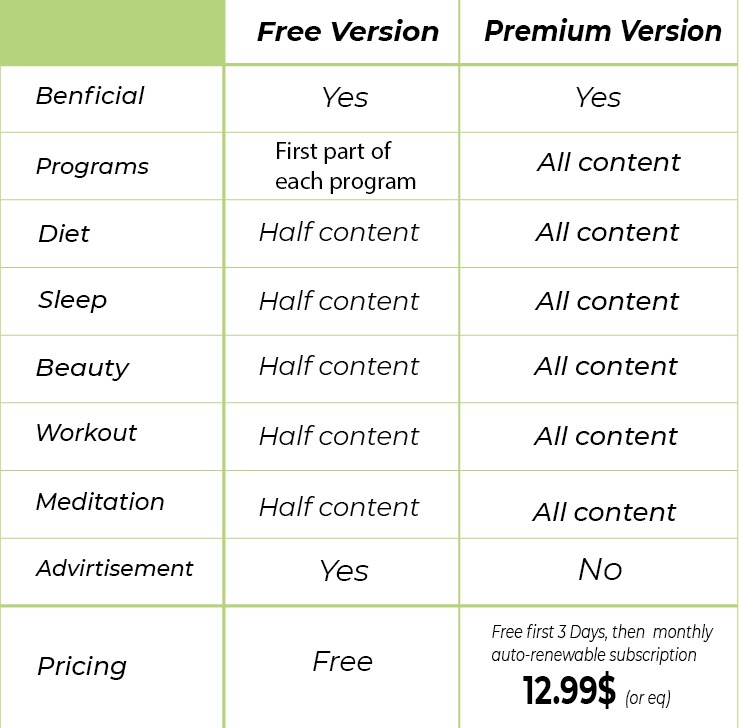 Free Version Premium Version
Benficial Yes Yes
Programs First part of All content
each program
Diet Half content All content
Sleep Half content All content
Beauty Half content All content
Workout Half content All content
Meditation Half content All content
Advirtisement Yes No
Pricing Free Free first 3 Days, then monthly
auto-renewable subscription
12.99$ (or eq)